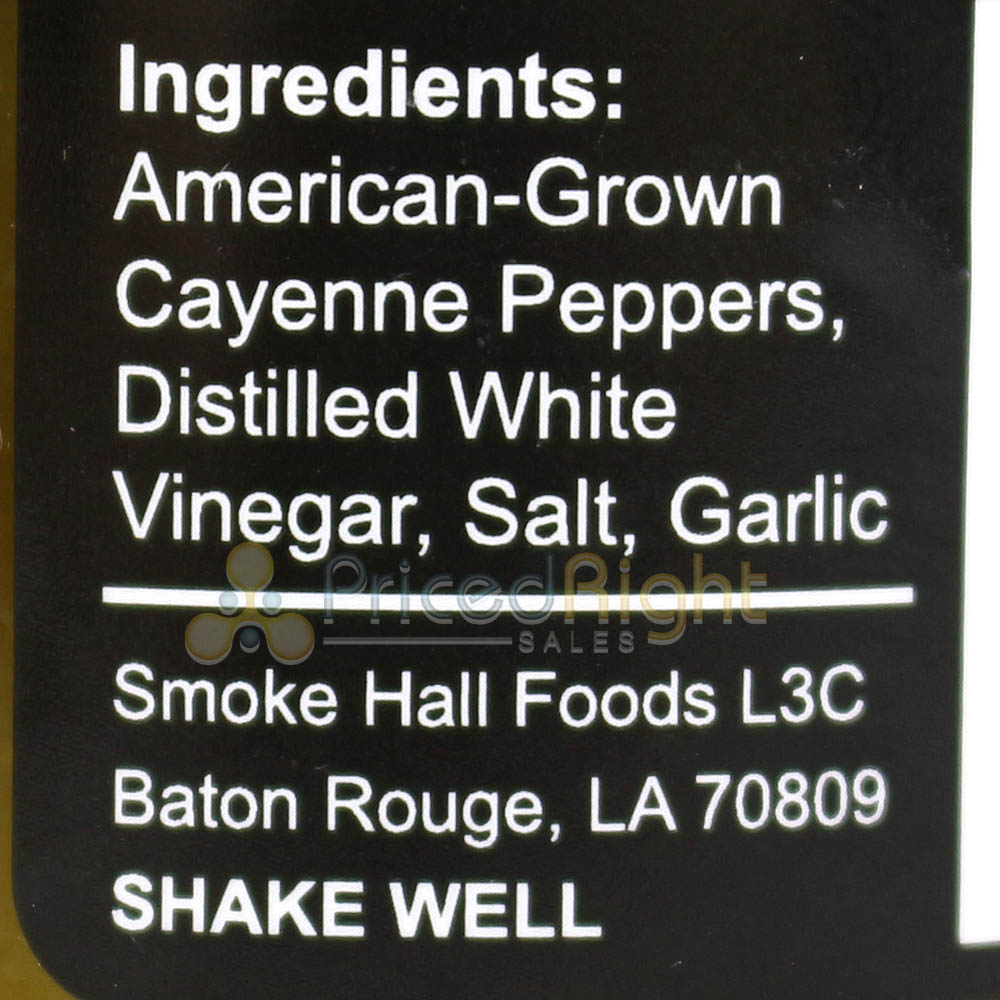 Ingredients:
American-Grown
Cayenne Peppers,
Distilled White
Vinegar, Salt, Garlic
PricedRight
SALES
Smoke Hall Foods L3C
Baton Rouge, LA 70809
SHAKE WELL